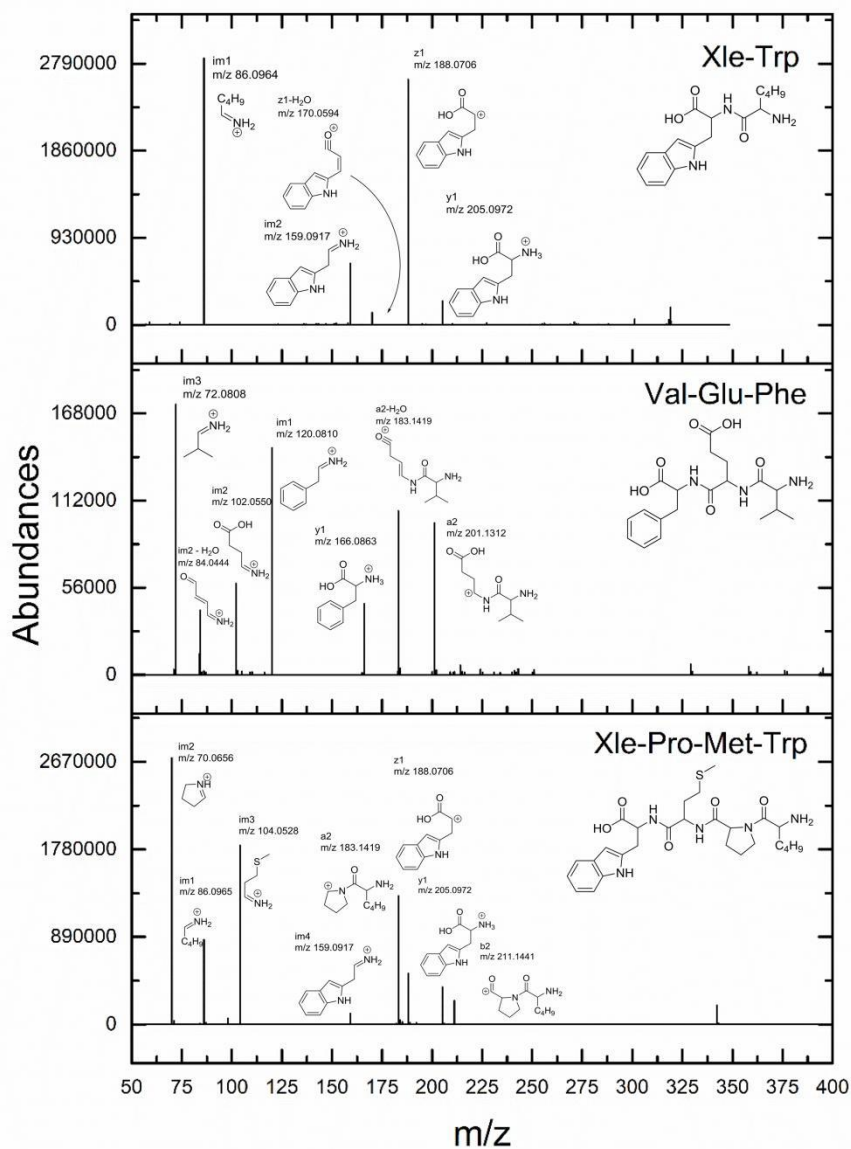 Abundances
Xle-Trp
2790000
1860000
930000
0
im1
m/z 86.0964
C4H9
NH2
+
z1-H2O
m/z 170.0594
O
+
NH
im2
m/z 159.0917
NH2
+
NH
z1
m/z 188.0706
O
HO
+
NH
y1
m/z 205.0972
O
HO
NH3
+
NH
O
HO
H
N
C4H9
NH2
O
NH
Val-Glu-Phe
168000
112000
56000
0
im3
m/z 72.0808
NH2
+
im2
m/z 102.0550
O
OH
NH2
+
im2 - H2O
m/z 84.0444
O
NH2
+
im1
m/z 120.0810
NH2
+
y1
m/z 166.0863
O
HO
NH3
+
a2-H2O
m/z 183.1419
O
+
O
HN
NH2
a2
m/z 201.1312
OH
O
O
NH2
+
NH
OH
O
O
HO
H
N
O
O
N
H
NH2
Xle-Pro-Met-Trp
2670000
1780000
890000
0
im2
m/z 70.0656
NH
+
im1
m/z 86.0965
NH2
+
C4H9
im3
m/z 104.0528
S
NH2
+
a2
m/z 183.1419
+
O
N
NH2
C4H9
im4
m/z 159.0917
NH2
+
NH
z1
m/z 188.0706
O
HO
+
NH
y1
m/z 205.0972
O
HO
NH3
+
NH
b2
m/z 211.1441
O
+
O
N
NH2
C4H9
S
O
HO
H
N
O
N
H
O
N
O
NH2
C4H9
NH
50 75 100 125 150 175 200 225 250 275 300 325 350 375 400
m/z